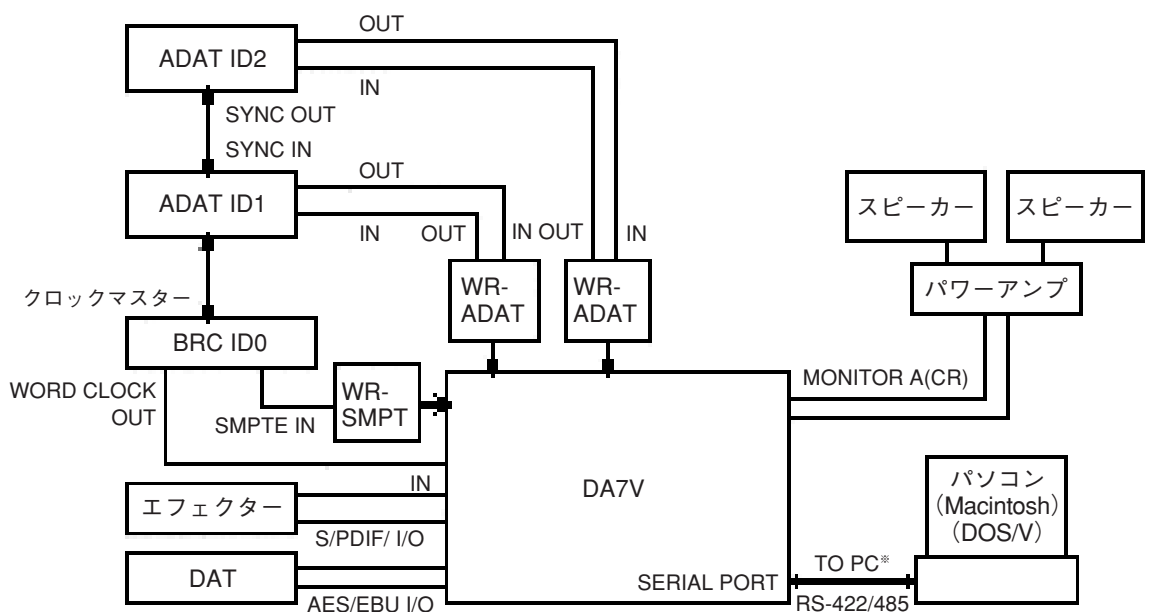 OUT
ADAT ID2
IN
SYNC OUT
SYNC IN
OUT
ADAT ID1
IN
OUT
IN
OUT
IN
スピーカー
スピーカー
WR-
ADAT
WR-
ADAT
パワーアンプ
クロックマスター
BRC ID0
WORD CLOCK
OUT
SMPTE IN
WR-
SMPT
MONITOR A(CR)
IN
エフェクター
S/PDIF/ I/O
DA7V
パソコン
（Macintosh）
（DOS/V）
DAT
AES/EBU I/O
SERIAL PORT
TO PC※
RS-422/485